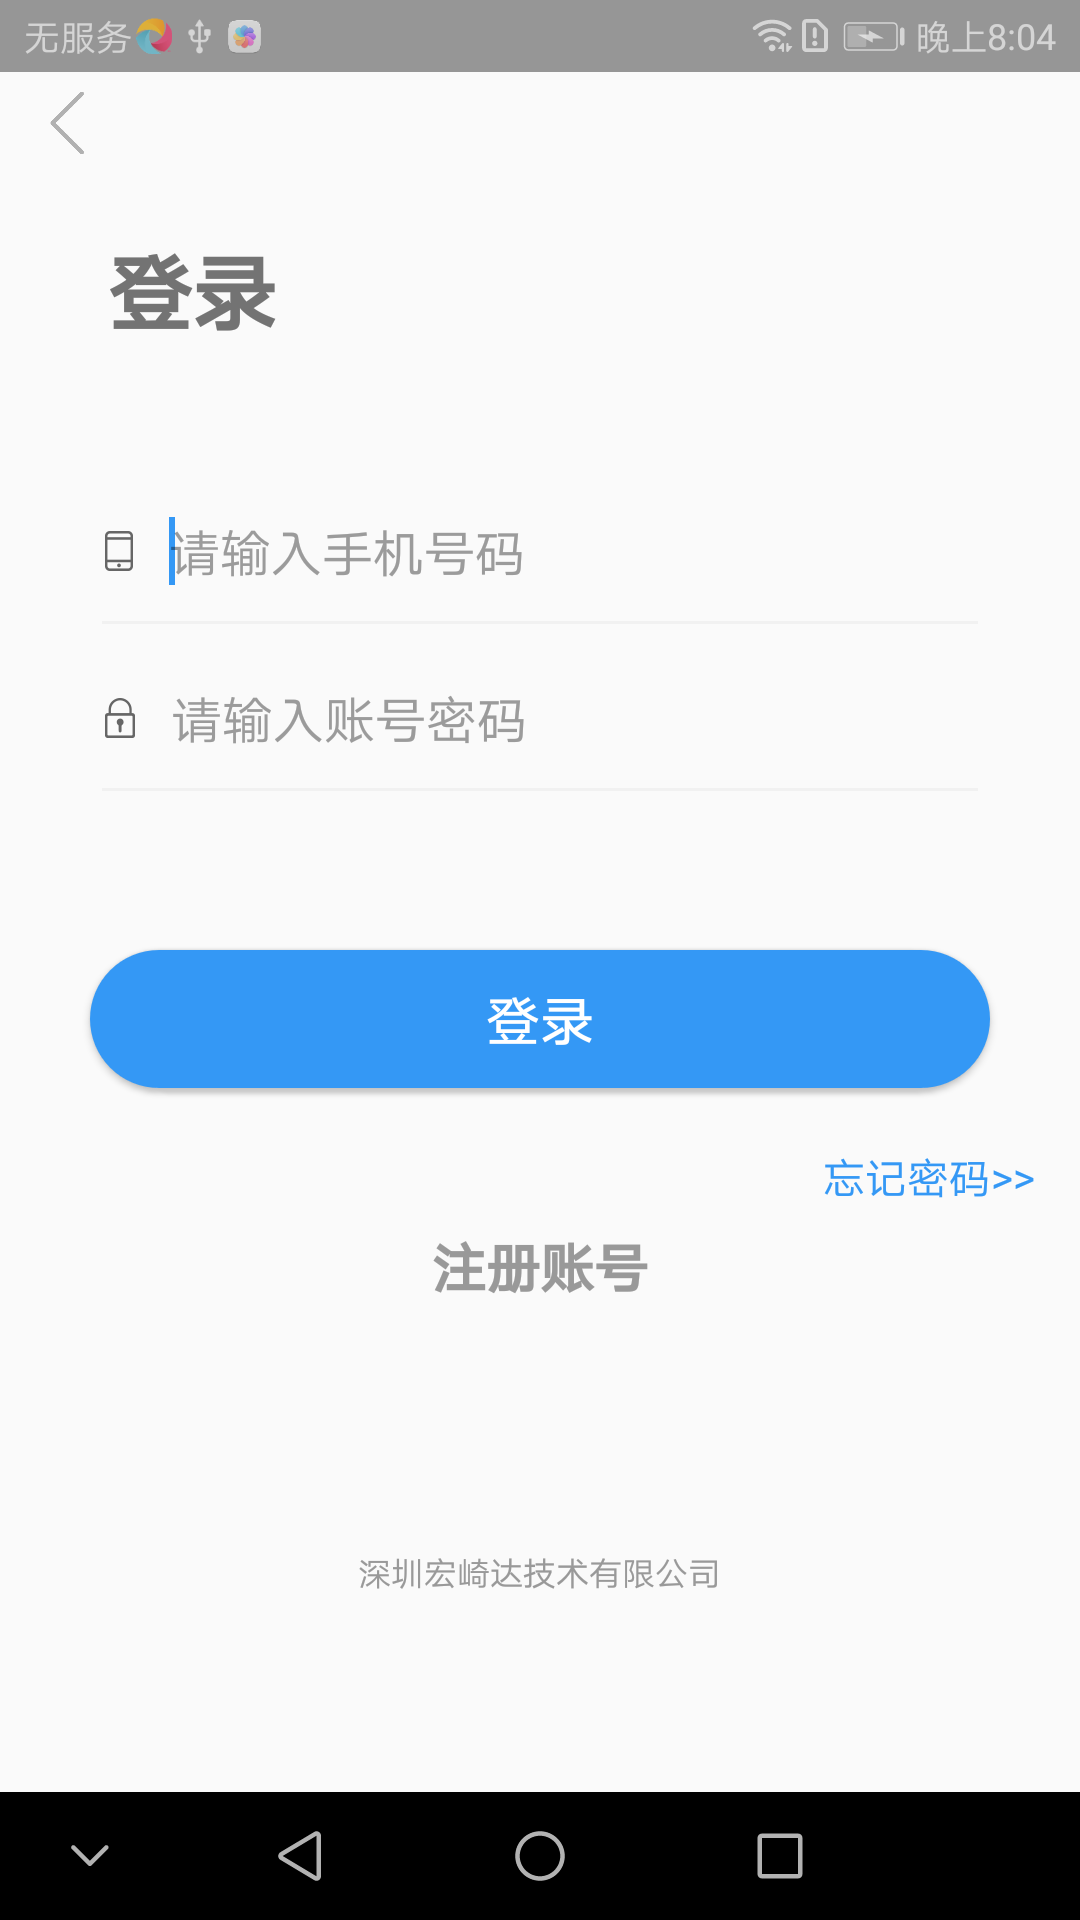 无服务 晚上8:04
登录
请输入手机号码
请输入账号密码
登录
忘记密码>>
注册账号
深圳宏崎达技术有限公司